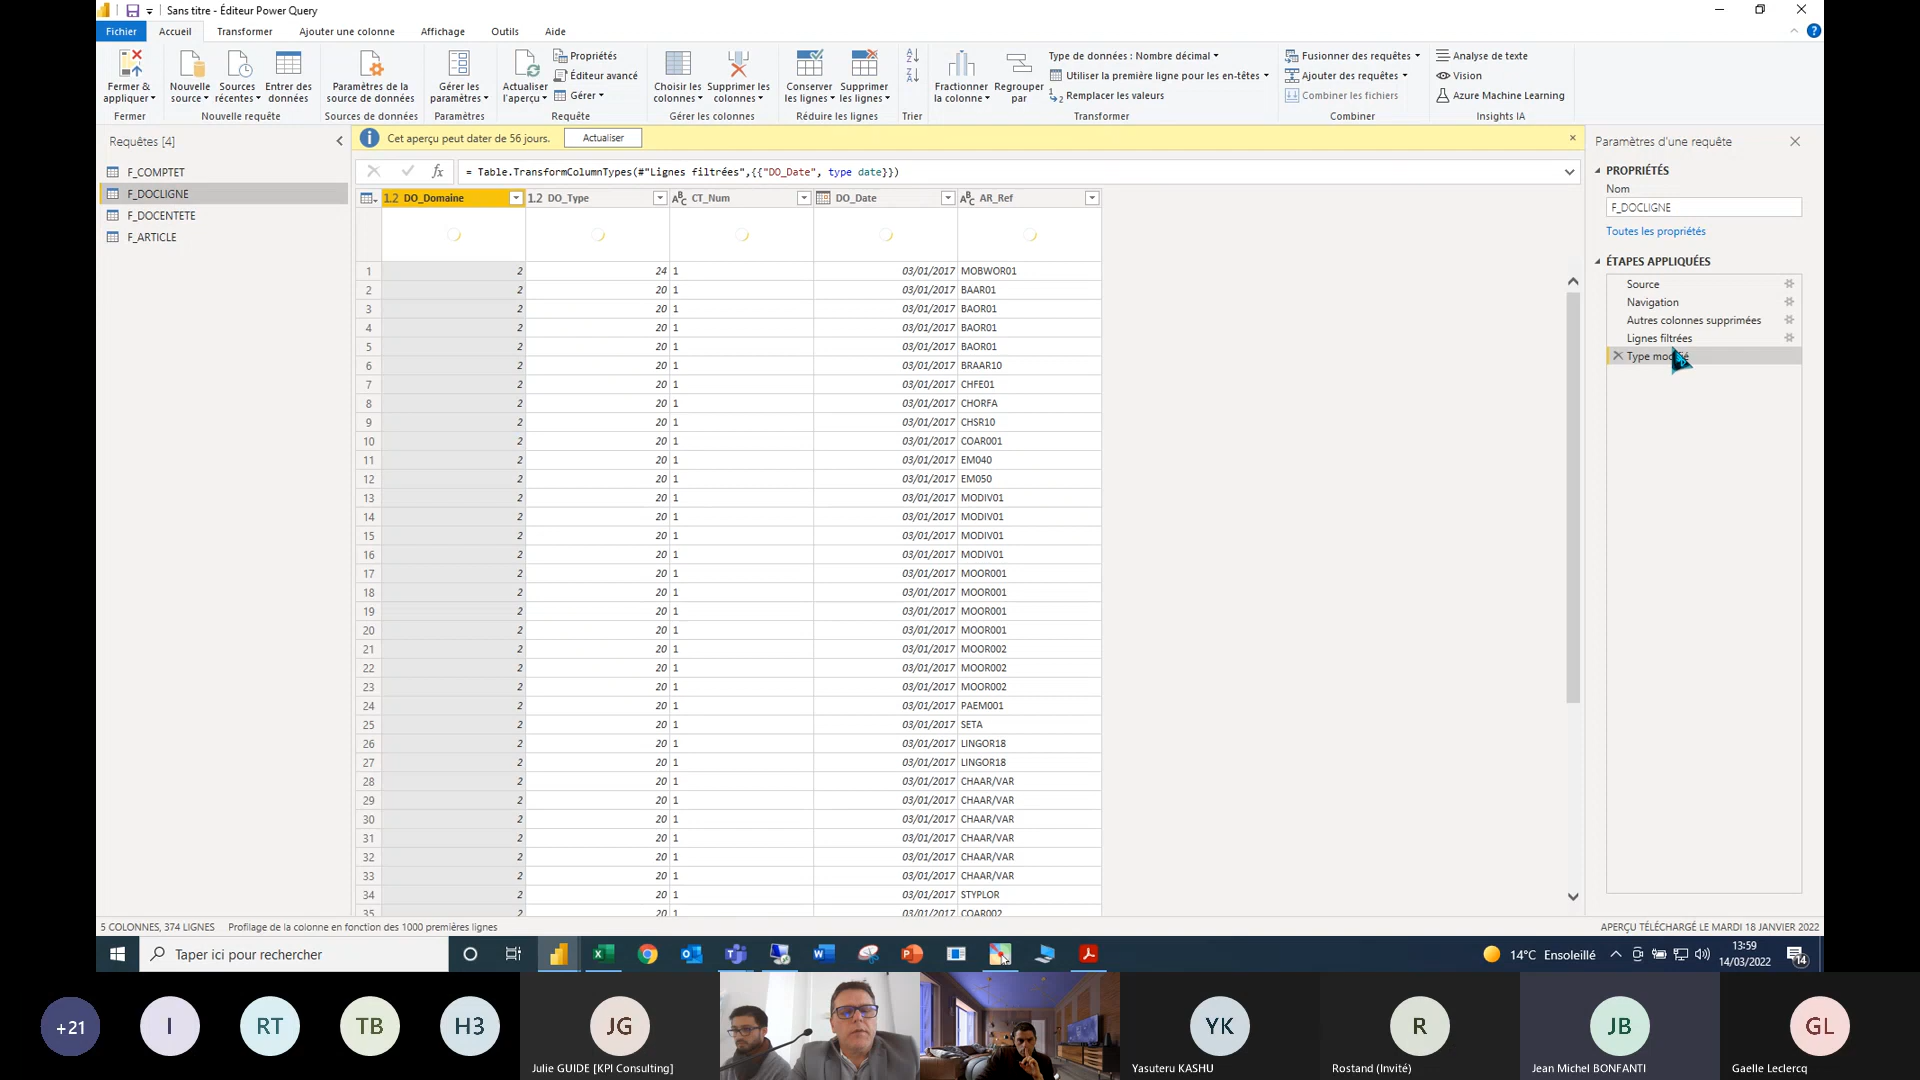 Sans titre - Éditeur Power Query
Fichier Accueil Transformer Ajouter une colonne Affichage Outils Aide
Fermer & appliquer
Nouvelle source
Sources récentes
Entrer des données
Paramètres de la source de données
Gérer les paramètres
Actualiser l'aperçu
Propriétés
Éditeur avancé
Gérer
Choisir les colonnes
Supprimer les colonnes
Conserver les lignes
Supprimer les lignes
Fractionner la colonne
Regrouper par
Type de données : Nombre décimal
Utiliser la première ligne pour les en-têtes
Remplacer les valeurs
Fusionner des requêtes
Ajouter des requêtes
Combiner les fichiers
Analyse de texte
Vision
Azure Machine Learning
Fermer Nouvelle requête Sources de données Paramètres Requête Gérer les colonnes Réduire les lignes Trier Transformer Combiner Insights IA
Requêtes [4]
F_COMPTET
F_DOCLIGNE
F_DOCENTETE
F_ARTICLE
Cet aperçu peut dater de 56 jours. Actualiser
fx = Table.TransformColumnTypes(#"Lignes filtrées",{{"DO_Date", type date}})
1.2 DO_Domaine 1.2 DO_Type ABC CT_Num DO_Date ABC AR_Ref
1 2 24 1 03/01/2017 MOBWOR01
2 2 20 1 03/01/2017 BAAR01
3 2 20 1 03/01/2017 BAOR01
4 2 20 1 03/01/2017 BAOR01
5 2 20 1 03/01/2017 BAOR01
6 2 20 1 03/01/2017 BRAAR10
7 2 20 1 03/01/2017 CHFE01
8 2 20 1 03/01/2017 CHORFA
9 2 20 1 03/01/2017 CHSR10
10 2 20 1 03/01/2017 COAR001
11 2 20 1 03/01/2017 EM040
12 2 20 1 03/01/2017 EM050
13 2 20 1 03/01/2017 MODIV01
14 2 20 1 03/01/2017 MODIV01
15 2 20 1 03/01/2017 MODIV01
16 2 20 1 03/01/2017 MODIV01
17 2 20 1 03/01/2017 MOOR001
18 2 20 1 03/01/2017 MOOR001
19 2 20 1 03/01/2017 MOOR001
20 2 20 1 03/01/2017 MOOR001
21 2 20 1 03/01/2017 MOOR002
22 2 20 1 03/01/2017 MOOR002
23 2 20 1 03/01/2017 MOOR002
24 2 20 1 03/01/2017 PAEM001
25 2 20 1 03/01/2017 SETA
26 2 20 1 03/01/2017 LINGOR18
27 2 20 1 03/01/2017 LINGOR18
28 2 20 1 03/01/2017 CHAAR/VAR
29 2 20 1 03/01/2017 CHAAR/VAR
30 2 20 1 03/01/2017 CHAAR/VAR
31 2 20 1 03/01/2017 CHAAR/VAR
32 2 20 1 03/01/2017 CHAAR/VAR
33 2 20 1 03/01/2017 CHAAR/VAR
34 2 20 1 03/01/2017 STYPLOR
35 2 20 1 03/01/2017 COAR002
Paramètres d'une requête
PROPRIÉTÉS
Nom
F_DOCLIGNE
Toutes les propriétés
ÉTAPES APPLIQUÉES
Source
Navigation
Autres colonnes supprimées
Lignes filtrées
Type modifié
5 COLONNES, 374 LIGNES Profilage de la colonne en fonction des 1000 premières lignes
APERÇU TÉLÉCHARGÉ LE MARDI 18 JANVIER 2022
Taper ici pour rechercher
14°C Ensoleillé
13:59
14/03/2022
14
+21 I RT TB H3 JG YK R JB GL
Julie GUIDE [KPI Consulting]
Yasuteru KASHU
Rostand (Invité)
Jean Michel BONFANTI
Gaelle Leclercq